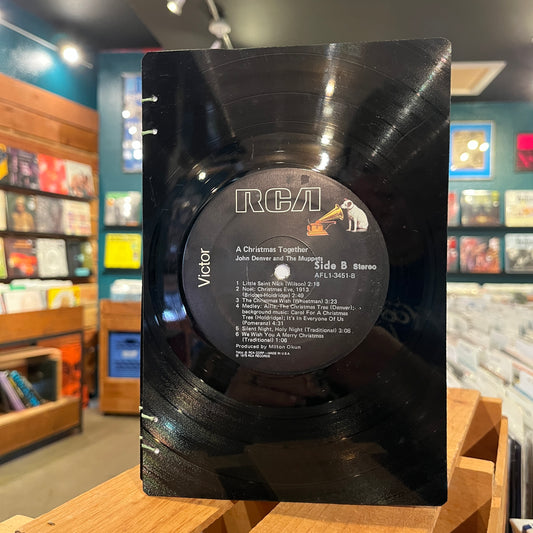 RCA
Victor
A Christmas Together
John Denver and The Muppets
Side B Stereo
AFL1-3451-B
1 Little Saint Nick (Wilson) 2:18
2 Noel: Christmas Eve, 1913
(Bridges-Holdridge) 2:40
3 The Christmas Wish (Wheetman) 3:23
4 Medley: Alfie, The Christmas Tree (Denver);
background music: Carol For A Christmas
Tree (Holdridge); It's In Everyone Of Us
(Pomeranz) 4:31
5 Silent Night, Holy Night (Traditional) 3:08
6 We Wish You A Merry Christmas
(Traditional) 1:06
Produced by Milton Okun